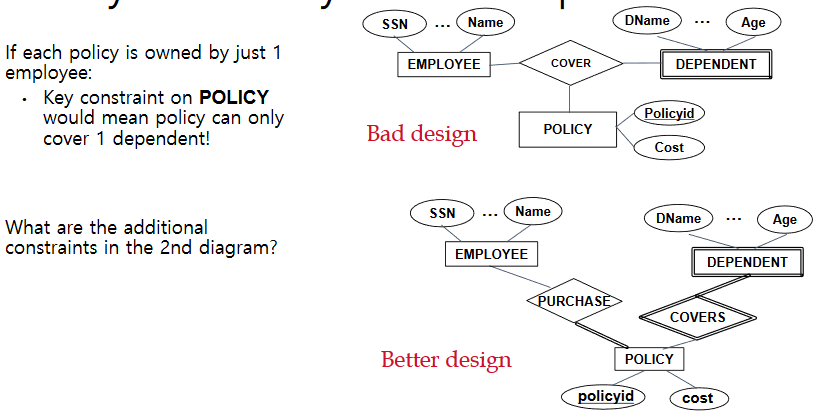 If each policy is owned by just 1
employee:
• Key constraint on POLICY
would mean policy can only
cover 1 dependent!
SSN ... Name
DName ... Age
EMPLOYEE
COVER
DEPENDENT
POLICY
Policyid
Cost
Bad design
What are the additional
constraints in the 2nd diagram?
SSN ... Name
DName ... Age
EMPLOYEE
DEPENDENT
PURCHASE
COVERS
POLICY
policyid
cost
Better design